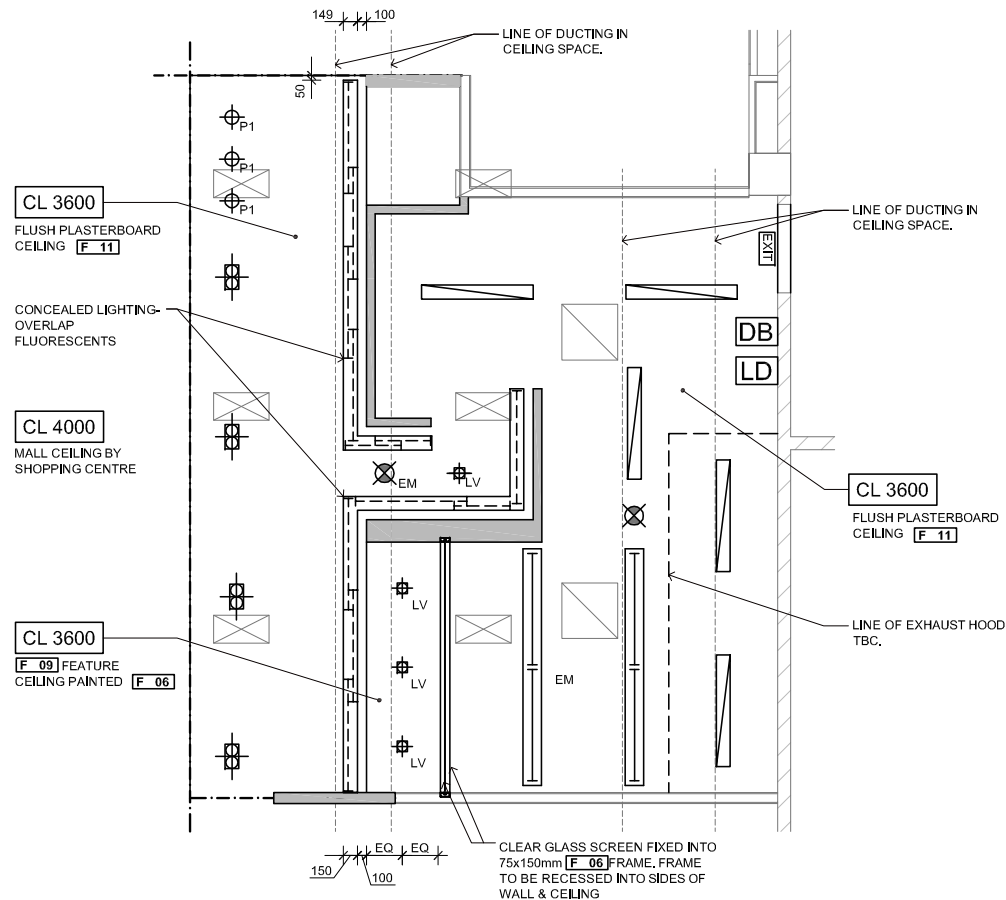 149
100
LINE OF DUCTING IN
CEILING SPACE.
50
P1
P1
P1
CL 3600
FLUSH PLASTERBOARD
CEILING F 11
LINE OF DUCTING IN
CEILING SPACE.
EXIT
CONCEALED LIGHTING-
OVERLAP
FLUORESCENTS
DB
LD
CL 4000
MALL CEILING BY
SHOPPING CENTRE
EM
LV
CL 3600
FLUSH PLASTERBOARD
CEILING F 11
LV
CL 3600
F 09 FEATURE
CEILING PAINTED F 06
LINE OF EXHAUST HOOD
TBC.
LV
EM
LV
EQ
EQ
150
100
CLEAR GLASS SCREEN FIXED INTO
75x150mm F 06 FRAME. FRAME
TO BE RECESSED INTO SIDES OF
WALL & CEILING